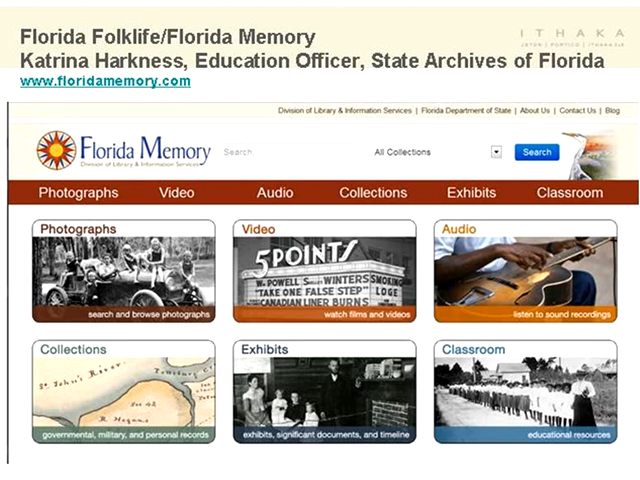 Florida Folklife/Florida Memory
ITHAKA
Katrina Harkness, Education Officer, State Archives of Florida
www.floridamemory.com
Division of Library & Information Services | Florida Department of State | About Us | Contact Us | Blog
Florida Memory
Division of Library & Information Services
Search
All Collections
Search
Photographs Video Audio Collections Exhibits Classroom
Photographs
search and browse photographs
Video
5 POINTS
W. POWELL SHELLEY WINTERS SMOKING
"TAKE ONE FALSE STEP" LOGE
CANADIAN LINER BURNS
watch films and videos
Audio
listen to sound recordings
Collections
St. John's River
governmental, military, and personal records
Exhibits
exhibits, significant documents, and timeline
Classroom
educational resources